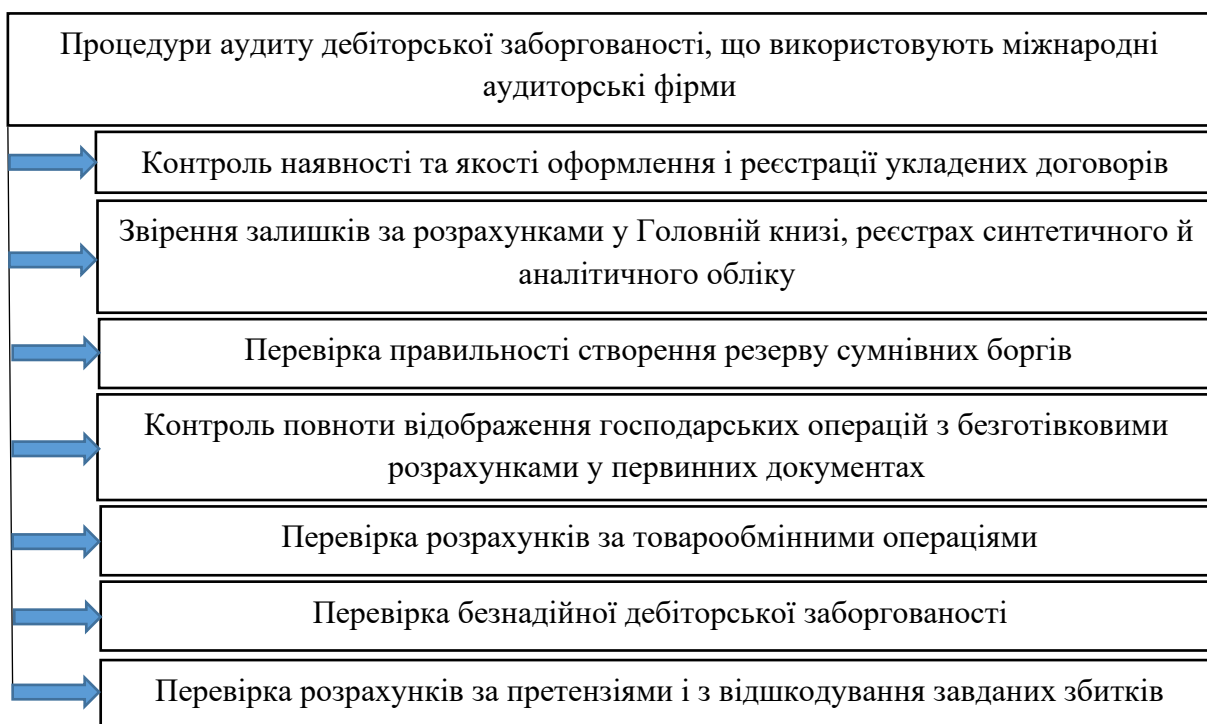 Процедури аудиту дебіторської заборгованості, що використовують міжнародні
аудиторські фірми
Контроль наявності та якості оформлення і реєстрації укладених договорів
Звірення залишків за розрахунками у Головній книзі, реєстрах синтетичного й
аналітичного обліку
Перевірка правильності створення резерву сумнівних боргів
Контроль повноти відображення господарських операцій з безготівковими
розрахунками у первинних документах
Перевірка розрахунків за товарообмінними операціями
Перевірка безнадійної дебіторської заборгованості
Перевірка розрахунків за претензіями і з відшкодування завданих збитків